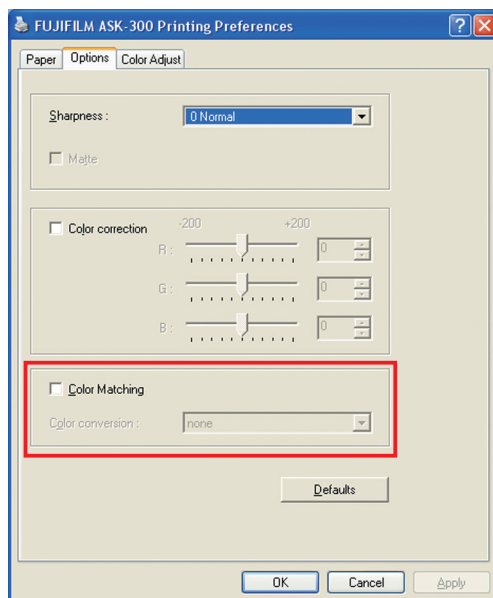 FUJIFILM ASK-300 Printing Preferences
Paper Options Color Adjust
Sharpness : 0 Normal
Matte
Color correction -200 +200
R : 0
G : 0
B : 0
Color Matching
Color conversion : none
Defaults
OK Cancel Apply